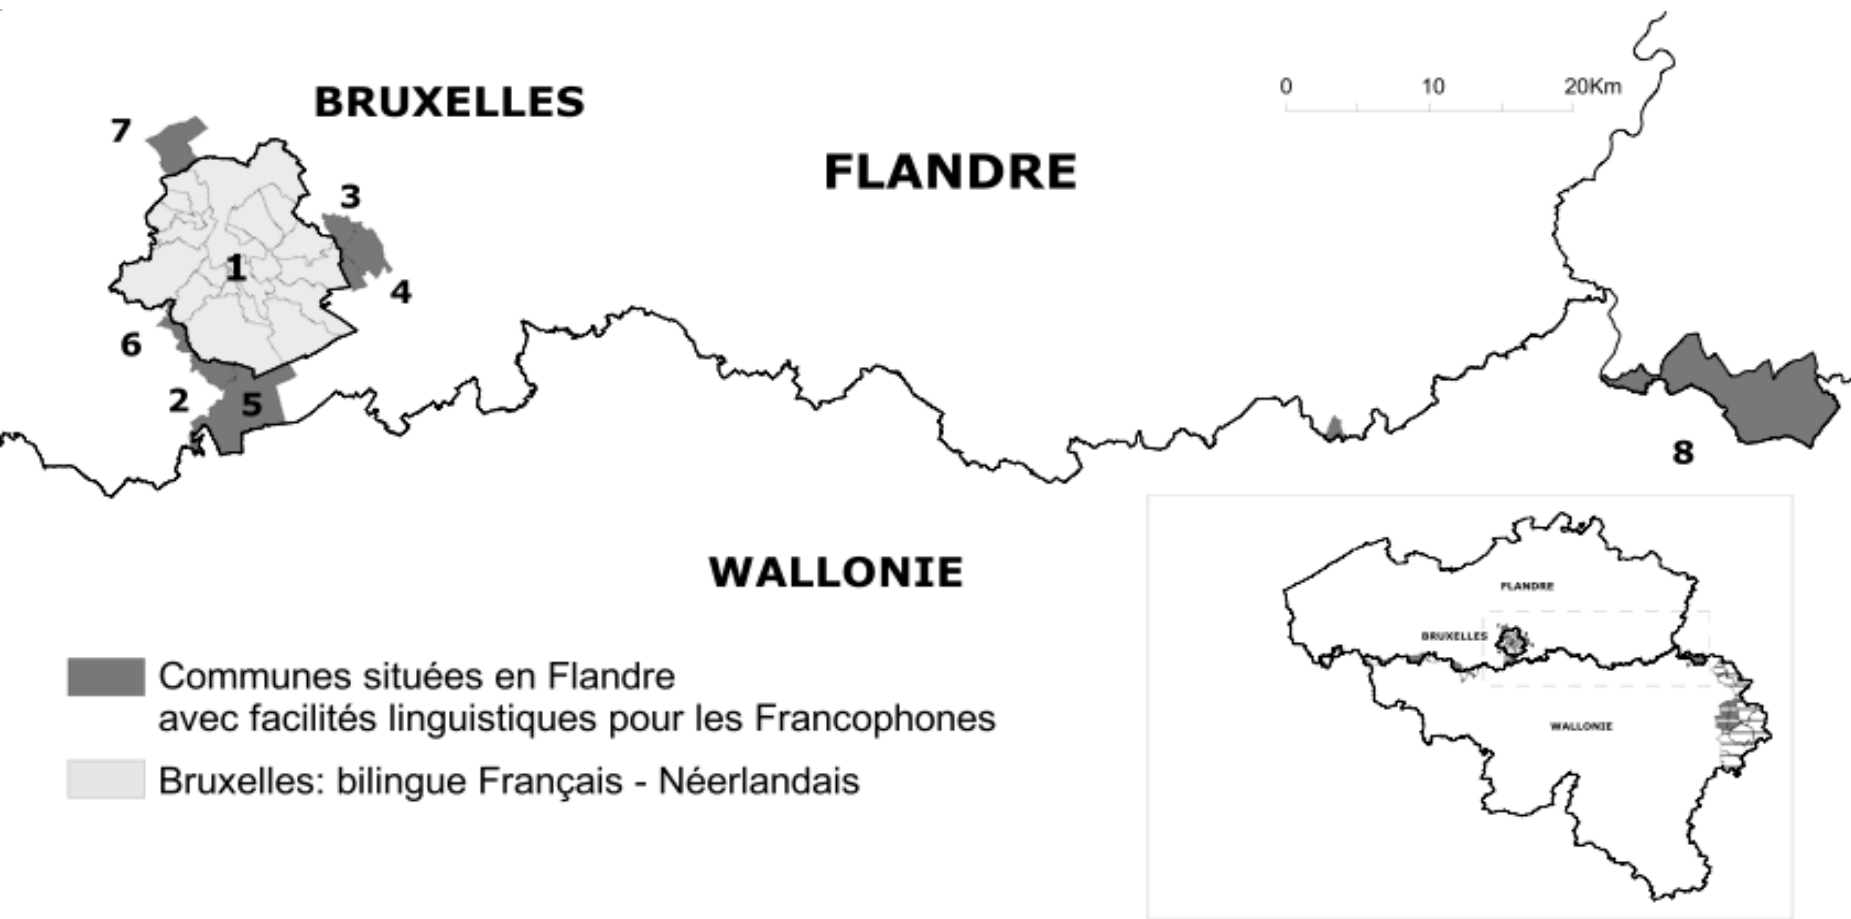 BRUXELLES
0 10 20Km
7
FLANDRE
3
1
4
6
2
5
8
WALLONIE
FLANDRE
BRUXELLES
WALLONIE
Communes situées en Flandre
avec facilités linguistiques pour les Francophones
Bruxelles: bilingue Français - Néerlandais